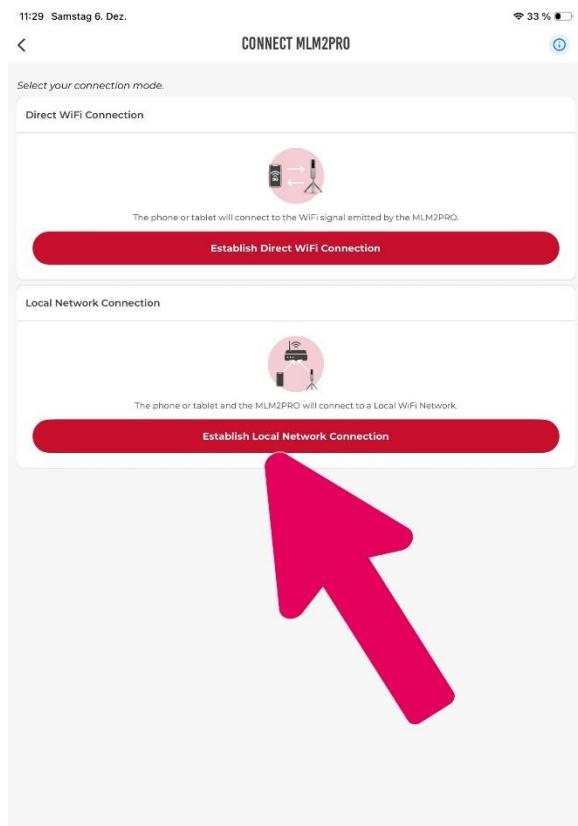 11:29 Samstag 6. Dez.
33 %
CONNECT MLM2PRO
Select your connection mode.
Direct WiFi Connection
The phone or tablet will connect to the WiFi signal emitted by the MLM2PRO.
Establish Direct WiFi Connection
Local Network Connection
The phone or tablet and the MLM2PRO will connect to a Local WiFi Network.
Establish Local Network Connection